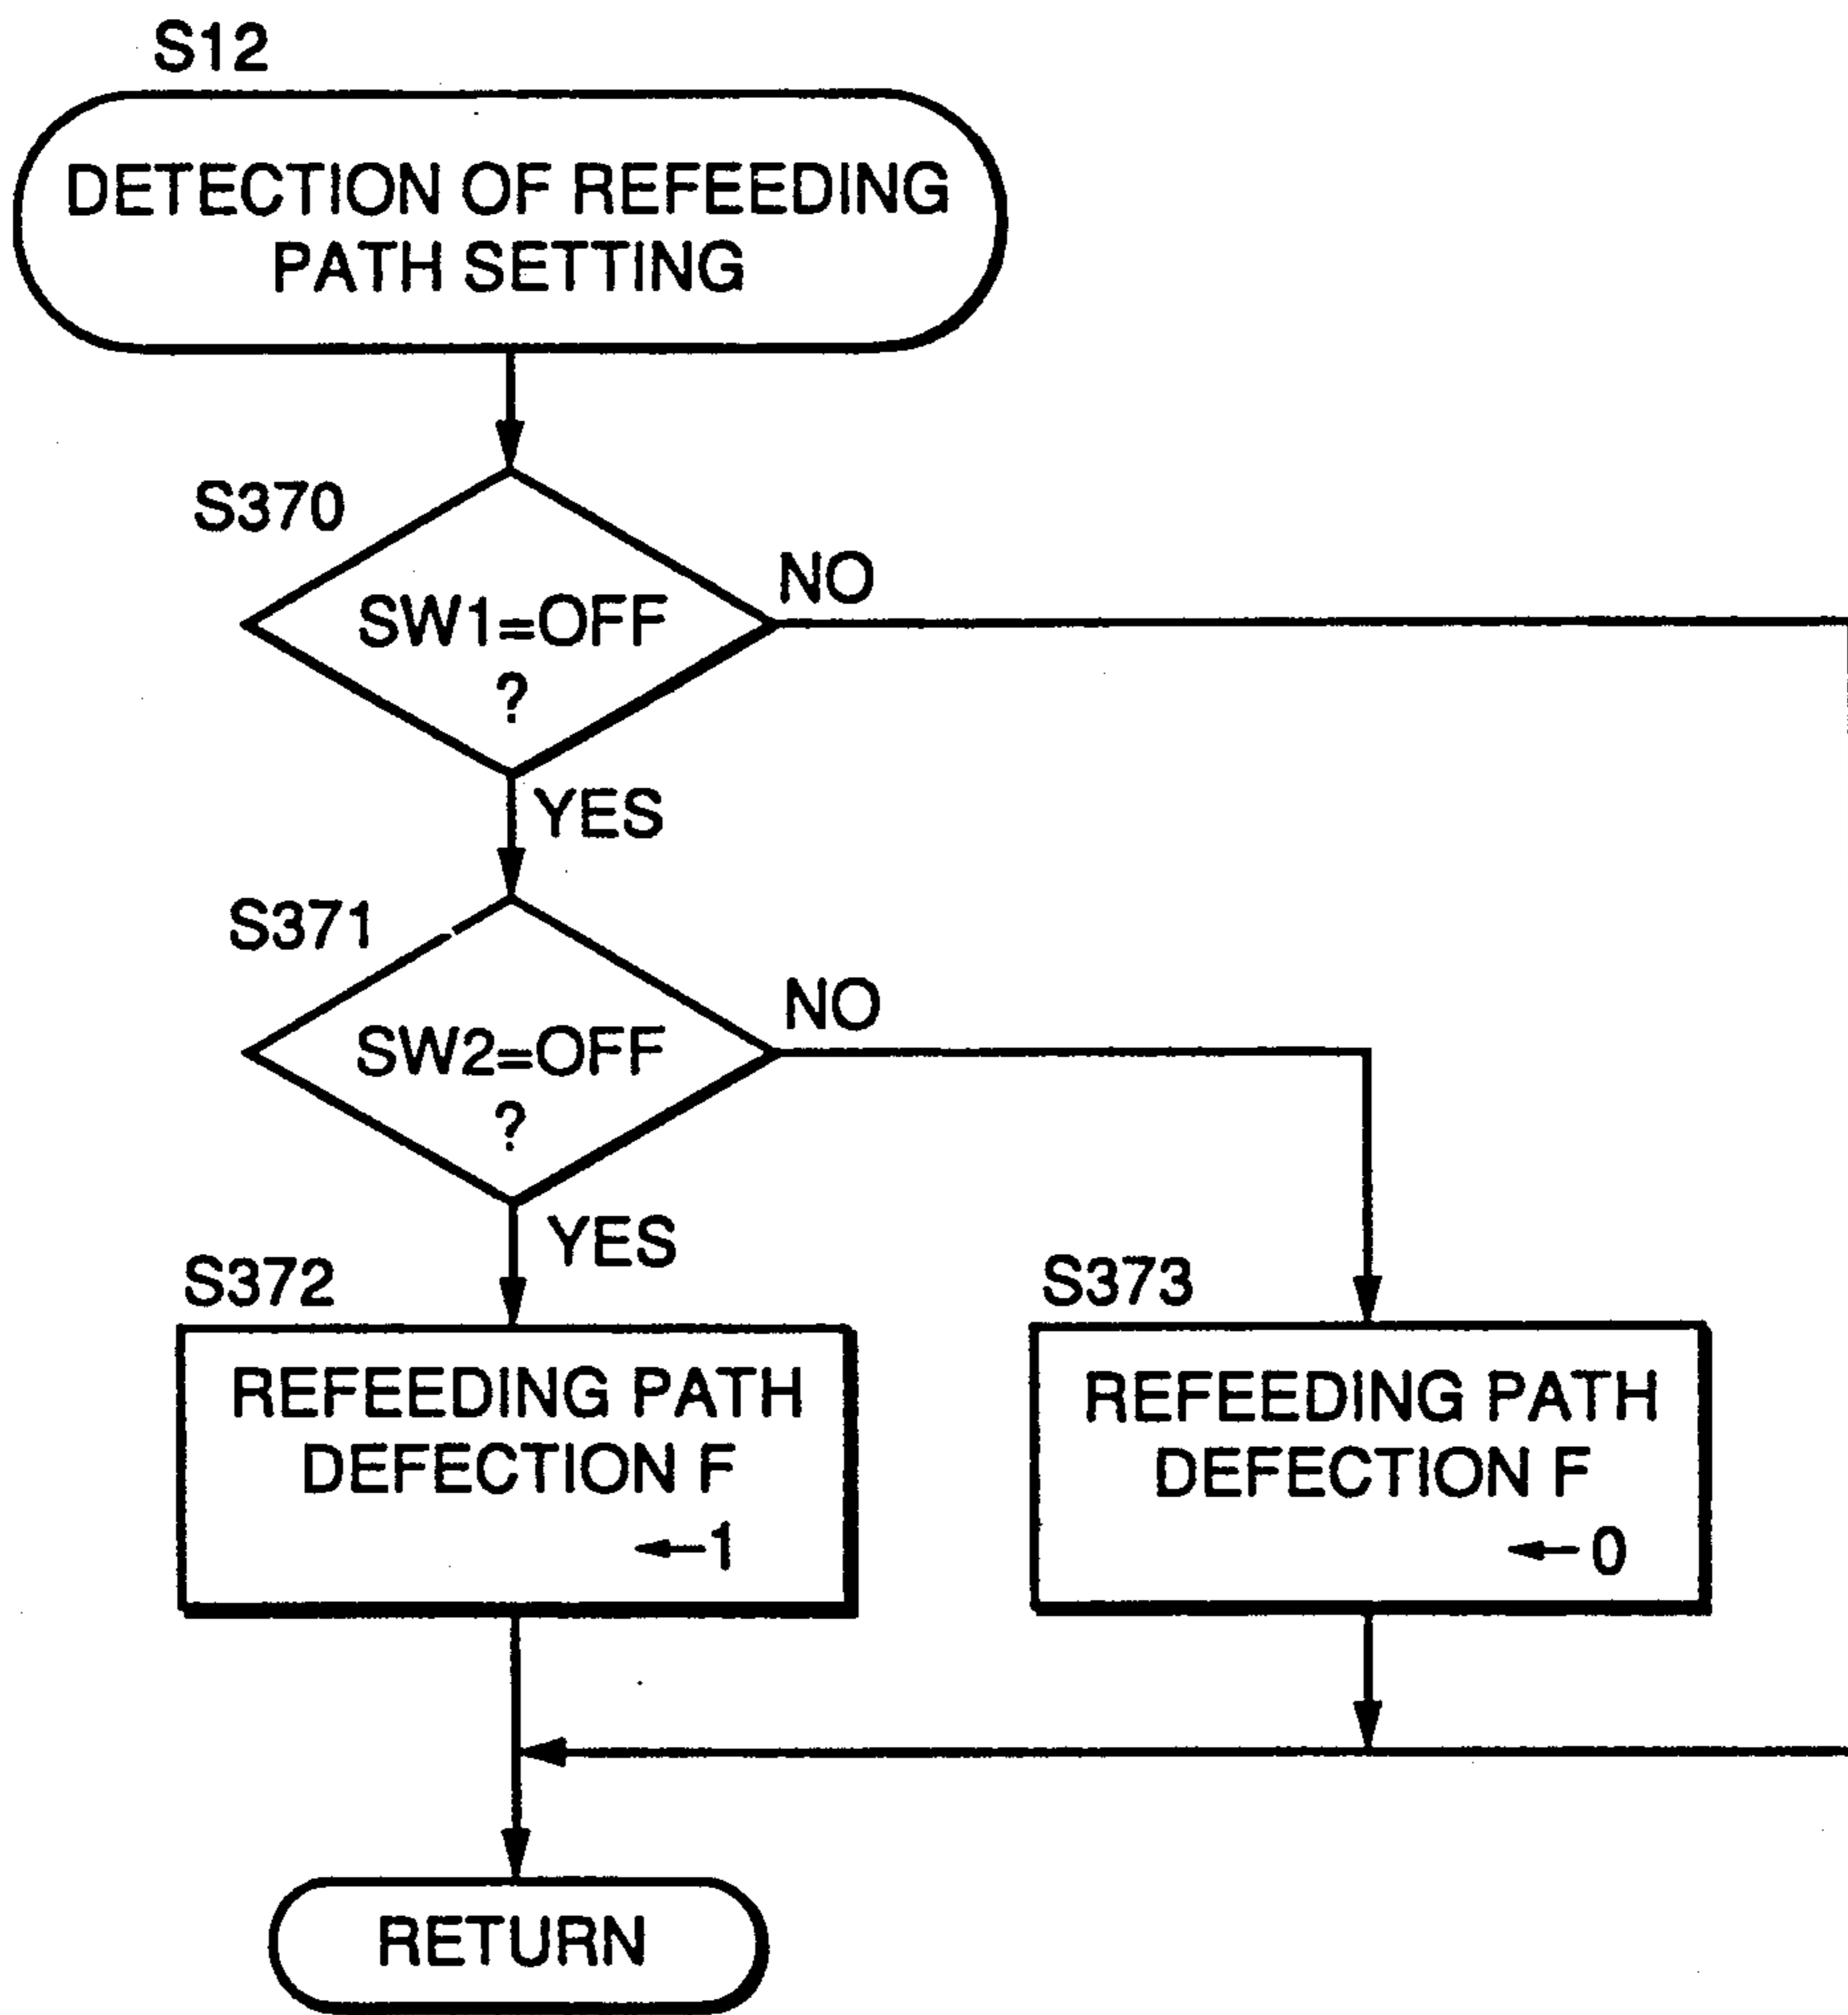 S12
DETECTION OF REFEEDING
PATH SETTING
S370
SW1=OFF
?
NO
YES
S371
SW2=OFF
?
NO
YES
S372
REFEEDING PATH
DEFECTION F
←1
S373
REFEEDING PATH
DEFECTION F
←0
RETURN